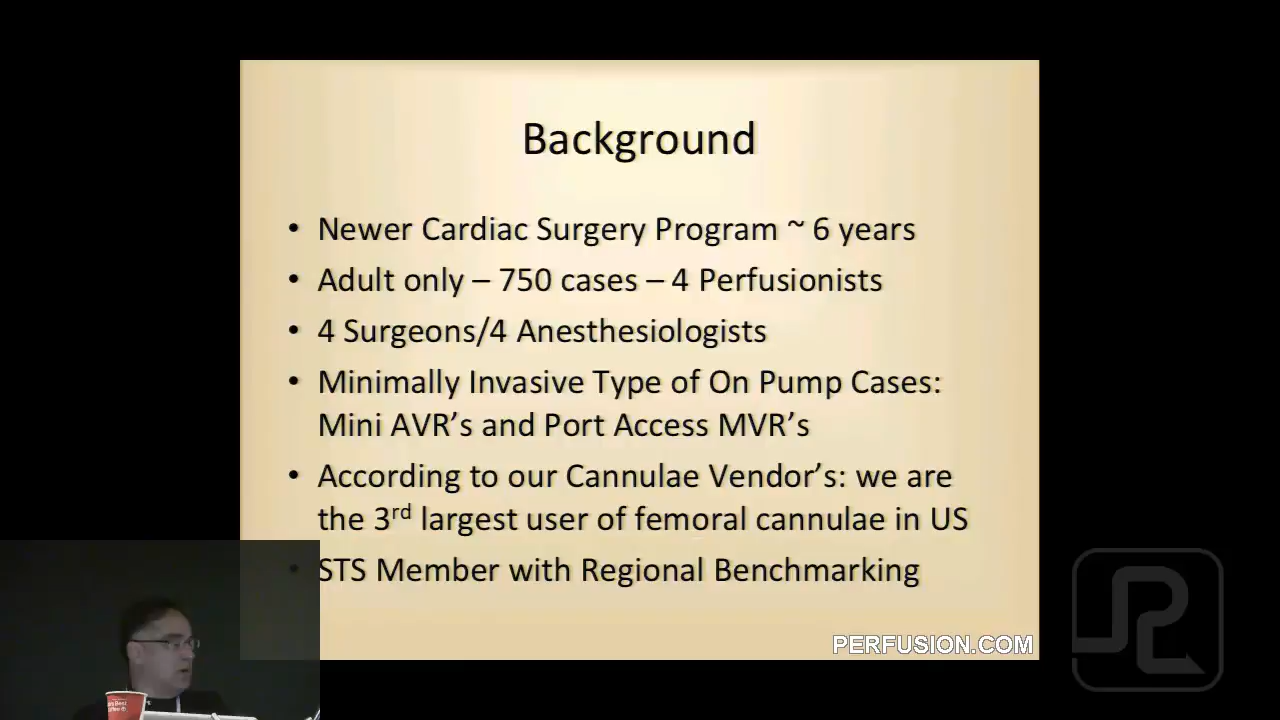 Background
• Newer Cardiac Surgery Program ~ 6 years
• Adult only – 750 cases – 4 Perfusionists
• 4 Surgeons/4 Anesthesiologists
• Minimally Invasive Type of On Pump Cases:
Mini AVR’s and Port Access MVR’s
• According to our Cannulae Vendor’s: we are
the 3rd largest user of femoral cannulae in US
• STS Member with Regional Benchmarking
PERFUSION.COM